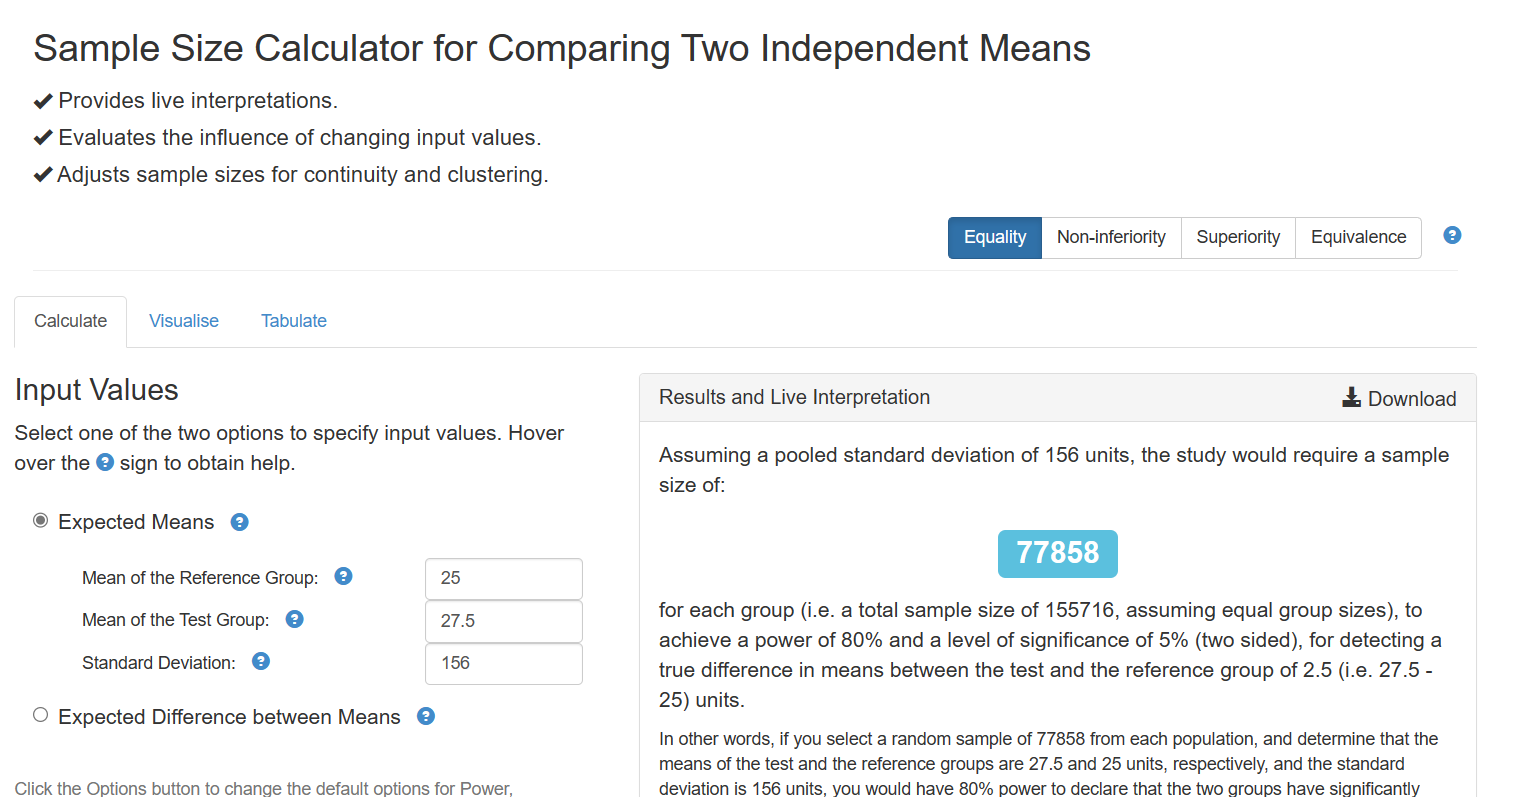 Sample Size Calculator for Comparing Two Independent Means
✔ Provides live interpretations.
✔ Evaluates the influence of changing input values.
✔ Adjusts sample sizes for continuity and clustering.
Equality Non-inferiority Superiority Equivalence ?
Calculate Visualise Tabulate
Input Values
Select one of the two options to specify input values. Hover
over the ? sign to obtain help.
Expected Means ?
Mean of the Reference Group: ? 25
Mean of the Test Group: ? 27.5
Standard Deviation: ? 156
Expected Difference between Means ?
Click the Options button to change the default options for Power,
Results and Live Interpretation Download
Assuming a pooled standard deviation of 156 units, the study would require a sample
size of:
77858
for each group (i.e. a total sample size of 155716, assuming equal group sizes), to
achieve a power of 80% and a level of significance of 5% (two sided), for detecting a
true difference in means between the test and the reference group of 2.5 (i.e. 27.5 -
25) units.
In other words, if you select a random sample of 77858 from each population, and determine that the
means of the test and the reference groups are 27.5 and 25 units, respectively, and the standard
deviation is 156 units, you would have 80% power to declare that the two groups have significantly